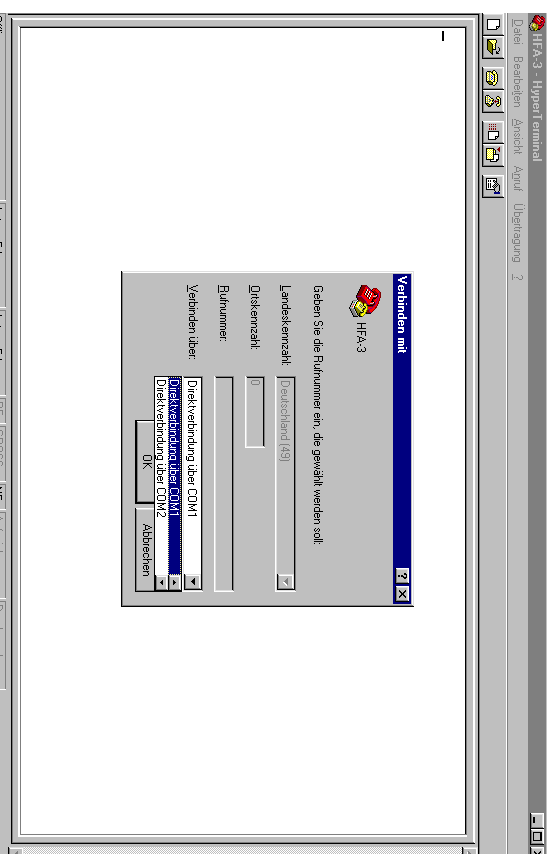 HFA-3 - HyperTerminal
Datei Bearbeiten Ansicht Anruf Übertragung ?
Verbinden mit
HFA-3
Geben Sie die Rufnummer ein, die gewählt werden soll:
Landeskennzahl: Deutschland (49)
Ortskennzahl: 0
Rufnummer:
Verbinden über: Direktverbindung über COM1
Direktverbindung über COM1
Direktverbindung über COM2
OK Abbrechen